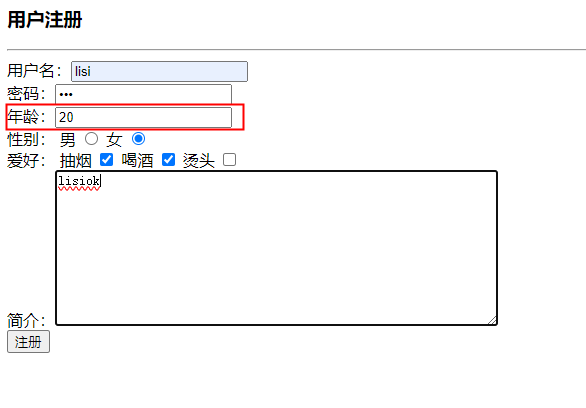 用户注册
用户名： lisi
密码： •••
年龄： 20
性别： 男 女
爱好： 抽烟 喝酒 烫头
lisiok
简介：
注册